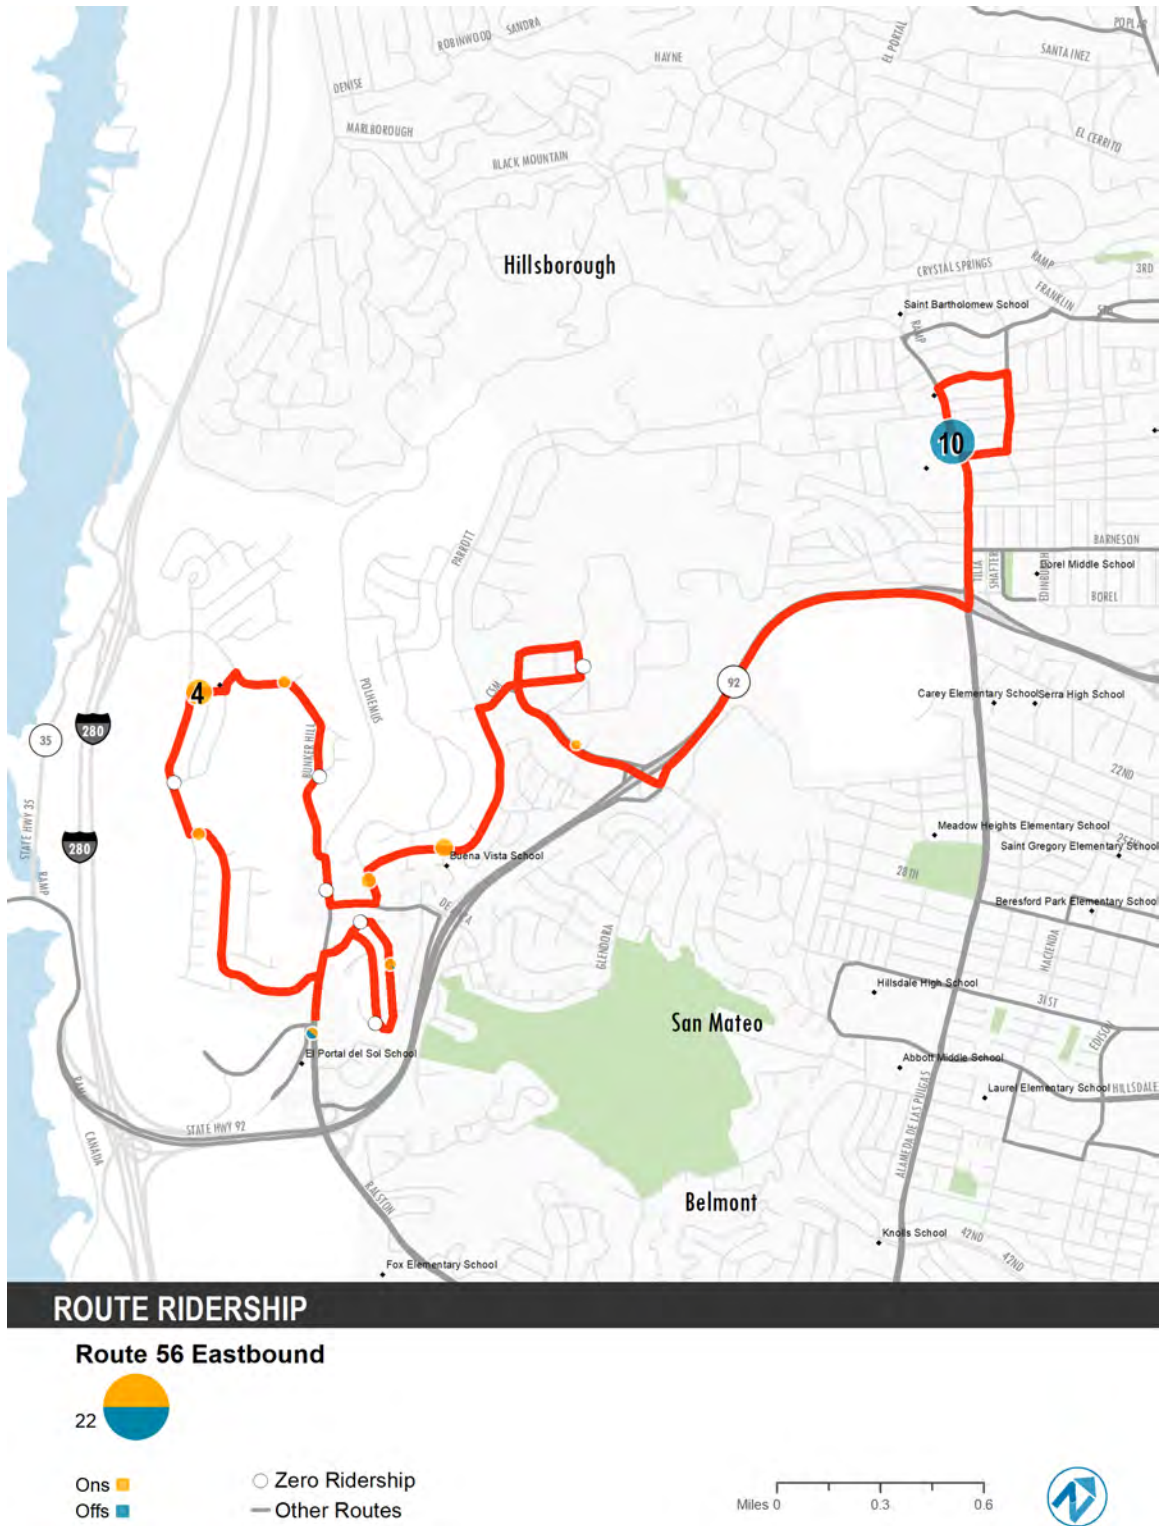 POPLAR
SANDRA
ROBINWOOD
EL PORTAL
SANTA INEZ
HAYNE
DENISE
MARLBOROUGH
EL CERRITO
BLACK MOUNTAIN
Hillsborough
CRYSTAL SPRINGS
RAMP
3RD
FRANKLIN
Saint Bartholomew School
RAMP
10
PARROTT
BARNESON
TILIA
SHAFTER
EDINBURGH
Borel Middle School
BOREL
92
CSM
POLHEMUS
4
Carey Elementary School
Serra High School
280
35
BUNKER HILL
22ND
STATE HWY 35
280
Meadow Heights Elementary School
25TH
Saint Gregory Elementary School
Buena Vista School
RAMP
28TH
Beresford Park Elementary School
GLENDORA
HACIENDA
Hillsdale High School
31ST
San Mateo
EDISON
El Portal del Sol School
Abbott Middle School
ALAMEDA DE LAS PULGAS
Laurel Elementary School
HILLSDALE
STATE HWY 92
CANADA
RALSTON
Belmont
Knolls School
42ND
42ND
Fox Elementary School
ROUTE RIDERSHIP
Route 56 Eastbound
22
Ons
Offs
Zero Ridership
Other Routes
Miles 0 0.3 0.6